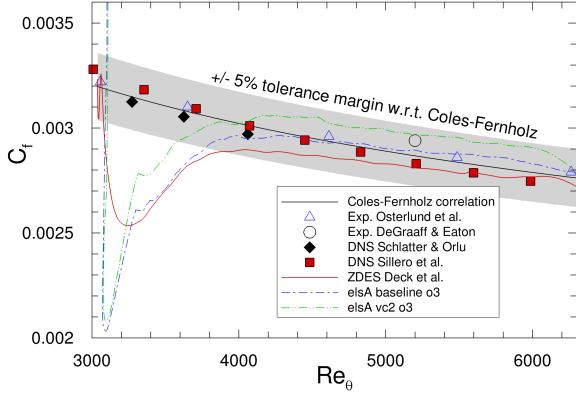 0.0035
0.003
0.0025
0.002
C_f
+/- 5% tolerance margin w.r.t. Coles-Fernholz
Coles-Fernholz correlation
Exp. Osterlund et al.
Exp. DeGraaff & Eaton
DNS Schlatter & Orlu
DNS Sillero et al.
ZDES Deck et al.
elsA baseline o3
elsA vc2 o3
3000 4000 5000 6000
Re_θ